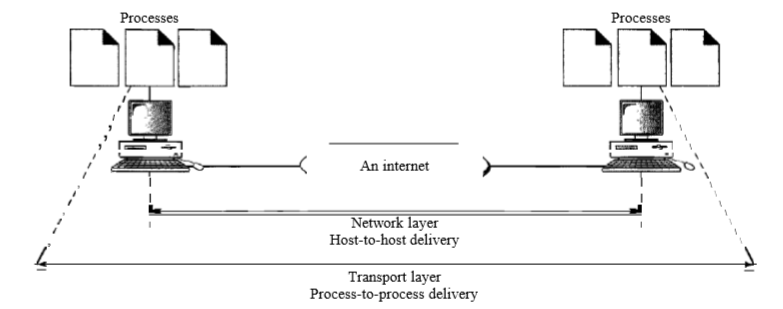 Processes
Processes
An internet
Network layer
Host-to-host delivery
Transport layer
Process-to-process delivery